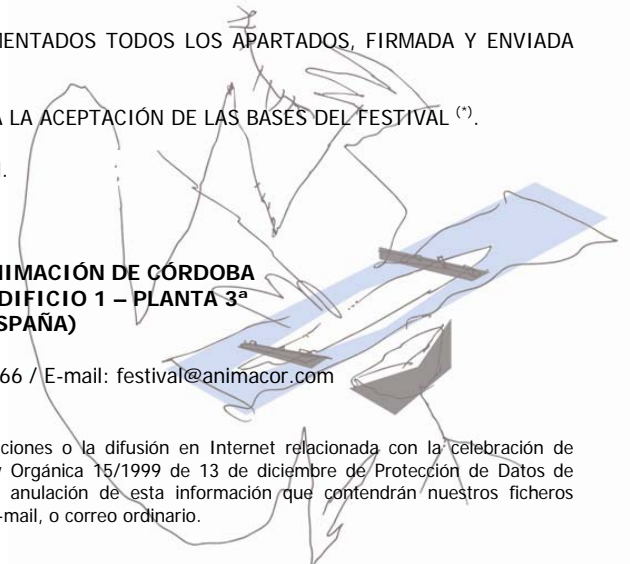 MENTADOS TODOS LOS APARTADOS, FIRMADA Y ENVIADA
A LA ACEPTACIÓN DE LAS BASES DEL FESTIVAL (*).
NIMACIÓN DE CÓRDOBA
DIFICIO 1 – PLANTA 3ª
SPAÑA)
66 / E-mail: festival@animacor.com
ciones o la difusión en Internet relacionada con la celebración de
Orgánica 15/1999 de 13 de diciembre de Protección de Datos de
anulación de esta información que contendrán nuestros ficheros
-mail, o correo ordinario.